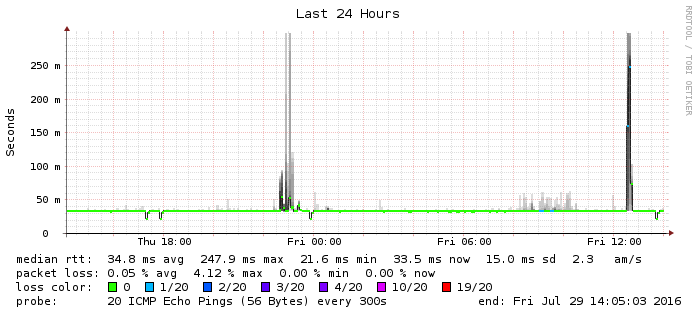 Last 24 Hours
RRDTOOL / TOBI OETIKER
Seconds
250 m
200 m
150 m
100 m
50 m
0
Thu 18:00 Fri 00:00 Fri 06:00 Fri 12:00
median rtt: 34.8 ms avg 247.9 ms max 21.6 ms min 33.5 ms now 15.0 ms sd 2.3 am/s
packet loss: 0.05 % avg 4.12 % max 0.00 % min 0.00 % now
loss color: 0 1/20 2/20 3/20 4/20 10/20 19/20
probe: 20 ICMP Echo Pings (56 Bytes) every 300s end: Fri Jul 29 14:05:03 2016